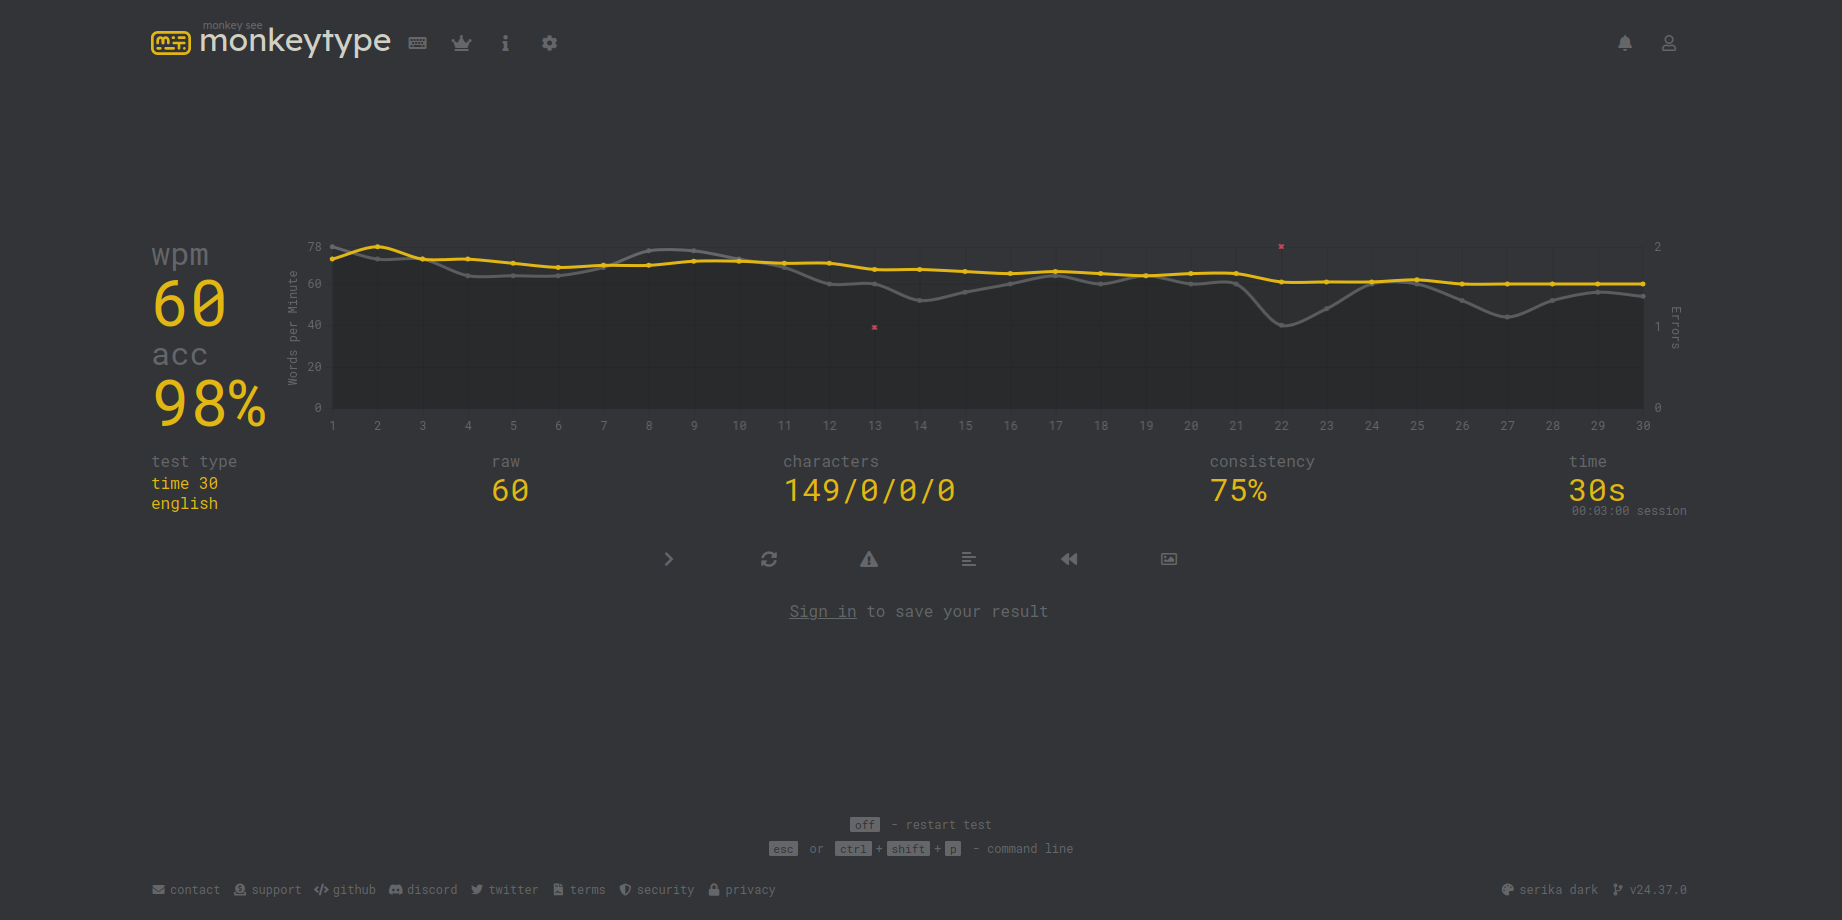 monkey see
monkeytype
wpm
60
acc
98%
Words per Minute
78
60
40
20
0
2
1
0
Errors
1 2 3 4 5 6 7 8 9 10 11 12 13 14 15 16 17 18 19 20 21 22 23 24 25 26 27 28 29 30
test type
time 30
english
raw
60
characters
149/0/0/0
consistency
75%
time
30s
00:03:00 session
Sign in to save your result
off - restart test
esc or ctrl + shift + p - command line
contact support github discord twitter terms security privacy serika dark v24.37.0